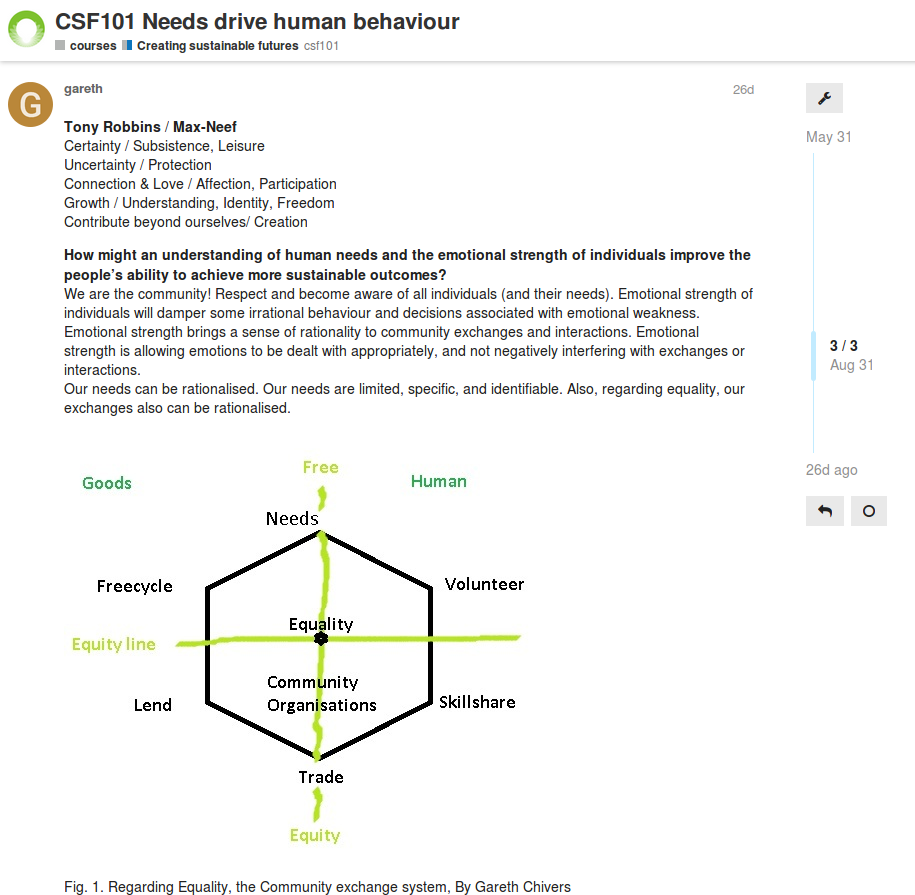 CSF101 Needs drive human behaviour
courses Creating sustainable futures csf101
G
gareth 26d
Tony Robbins / Max-Neef
Certainty / Subsistence, Leisure
Uncertainty / Protection
Connection & Love / Affection, Participation
Growth / Understanding, Identity, Freedom
Contribute beyond ourselves/ Creation
How might an understanding of human needs and the emotional strength of individuals improve the
people’s ability to achieve more sustainable outcomes?
We are the community! Respect and become aware of all individuals (and their needs). Emotional strength of
individuals will damper some irrational behaviour and decisions associated with emotional weakness.
Emotional strength brings a sense of rationality to community exchanges and interactions. Emotional
strength is allowing emotions to be dealt with appropriately, and not negatively interfering with exchanges or
interactions.
Our needs can be rationalised. Our needs are limited, specific, and identifiable. Also, regarding equality, our
exchanges also can be rationalised.
May 31
3 / 3
Aug 31
26d ago
Free
Goods
Human
Needs
Freecycle
Volunteer
Equality
Equity line
Community
Organisations
Lend
Skillshare
Trade
Equity
Fig. 1. Regarding Equality, the Community exchange system, By Gareth Chivers